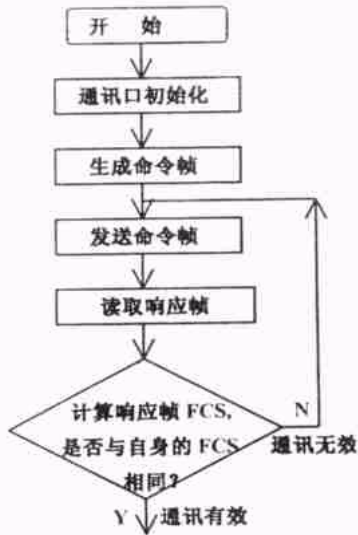 开 始
通讯口初始化
生成命令帧
发送命令帧
读取响应帧
计算响应帧 FCS,
是否与自身的 FCS
相同?
N
通讯无效
Y
通讯有效